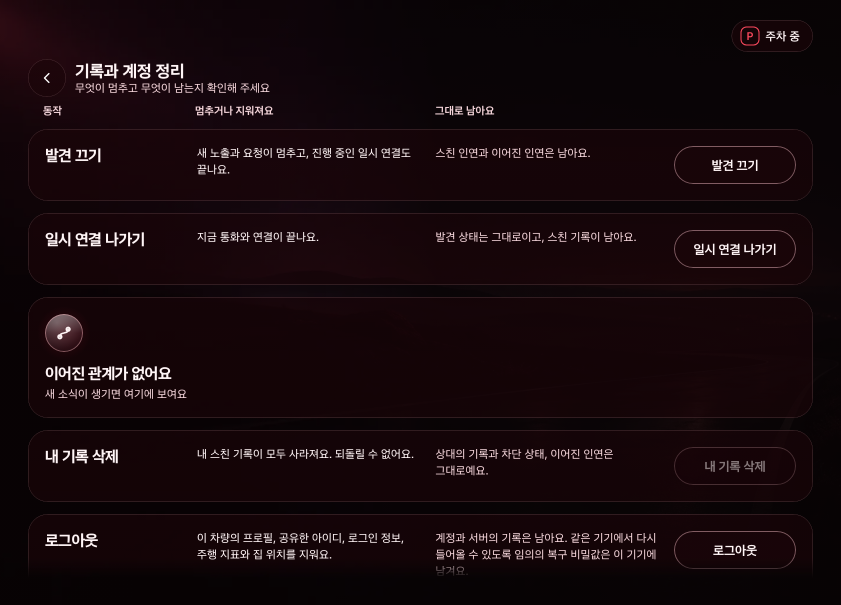 P 주차 중
기록과 계정 정리
무엇이 멈추고 무엇이 남는지 확인해 주세요
동작 멈추거나 지워져요 그대로 남아요
발견 끄기
새 노출과 요청이 멈추고, 진행 중인 일시 연결도
끝나요.
스친 인연과 이어진 인연은 남아요.
발견 끄기
일시 연결 나가기
지금 통화와 연결이 끝나요.
발견 상태는 그대로이고, 스친 기록이 남아요.
일시 연결 나가기
이어진 관계가 없어요
새 소식이 생기면 여기에 보여요
내 기록 삭제
내 스친 기록이 모두 사라져요. 되돌릴 수 없어요.
상대의 기록과 차단 상태, 이어진 인연은
그대로예요.
내 기록 삭제
로그아웃
이 차량의 프로필, 공유한 아이디, 로그인 정보,
주행 지표와 집 위치를 지워요.
계정과 서버의 기록은 남아요. 같은 기기에서 다시
들어올 수 있도록 임의의 복구 비밀값은 이 기기에
남겨요.
로그아웃